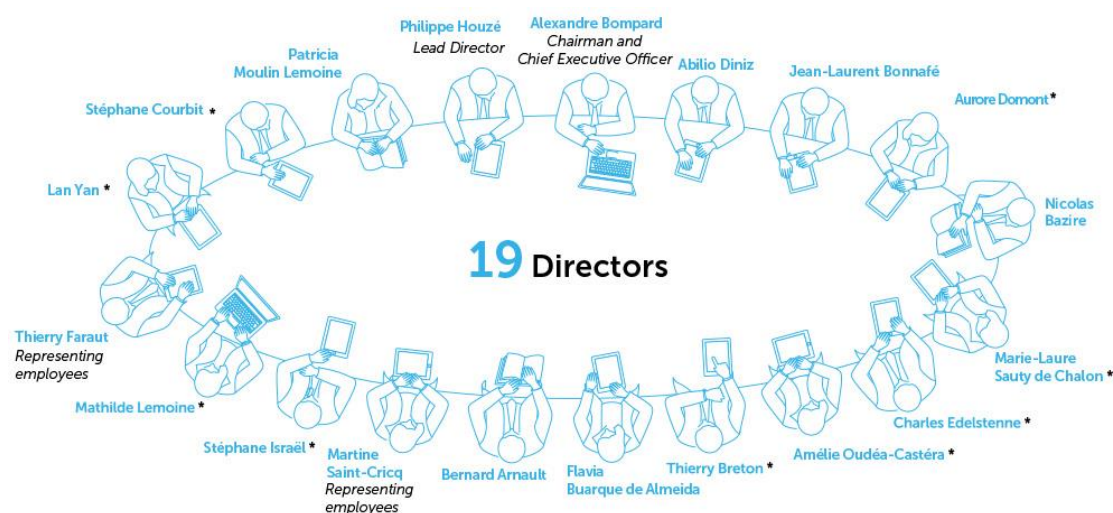 Philippe Houzé
Lead Director
Alexandre Bompard
Chairman and
Chief Executive Officer
Patricia
Moulin Lemoine
Abilio Diniz
Jean-Laurent Bonnafé
Stéphane Courbit *
Aurore Domont *
Lan Yan *
Nicolas
Bazire
19 Directors
Thierry Faraut
Representing
employees
Marie-Laure
Sauty de Chalon *
Mathilde Lemoine *
Charles Edelstenne *
Stéphane Israël *
Martine
Saint-Cricq
Representing
employees
Bernard Arnault
Flavia
Buarque de Almeida
Thierry Breton *
Amélie Oudéa-Castéra *